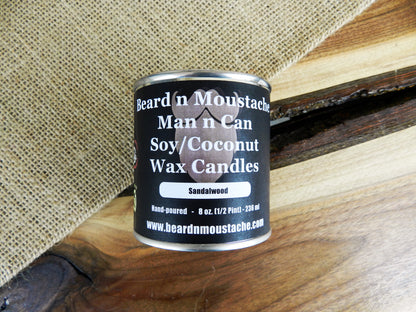 Beard n Moustache
Man n Can
Soy/Coconut
Wax Candles
Sandalwood
Hand-poured - 8 oz. (1/2 Pint) - 236 ml
www.beardnmoustache.com